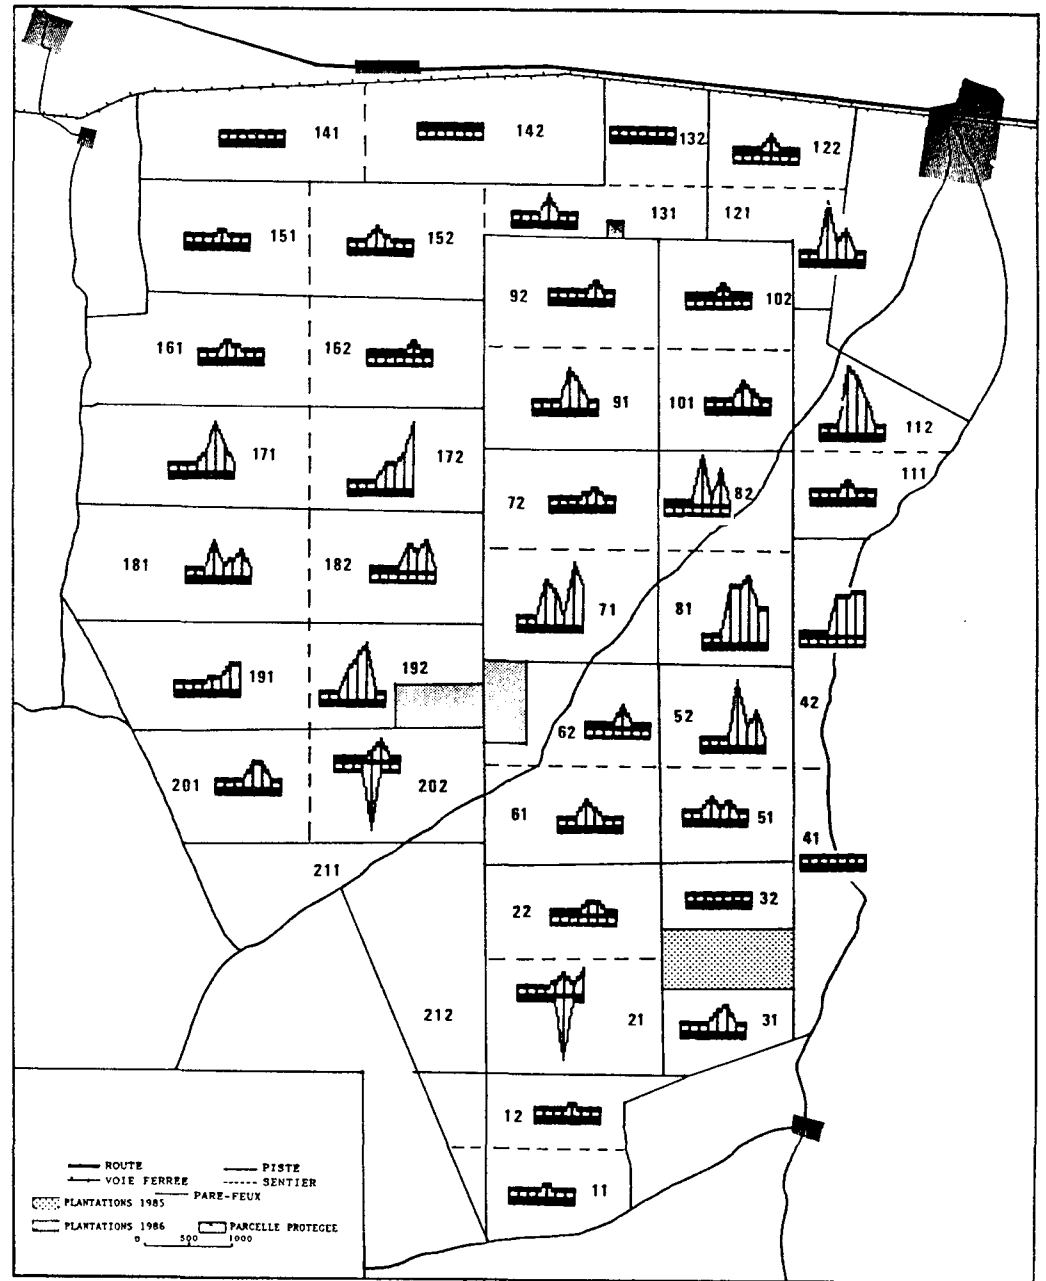 141 142 132 122
131 121
151 152
92 102
161 162
91 101 112
171 172
72 82 111
181 182
71 81
191 192
62 52 42
201 202
61 51 41
211
22 32
212 21 31
12
11
ROUTE PISTE
VOIE FERREE SENTIER
PARE-FEUX
PLANTATIONS 1985
PLANTATIONS 1986 PARCELLE PROTEGEE
0 500 1000